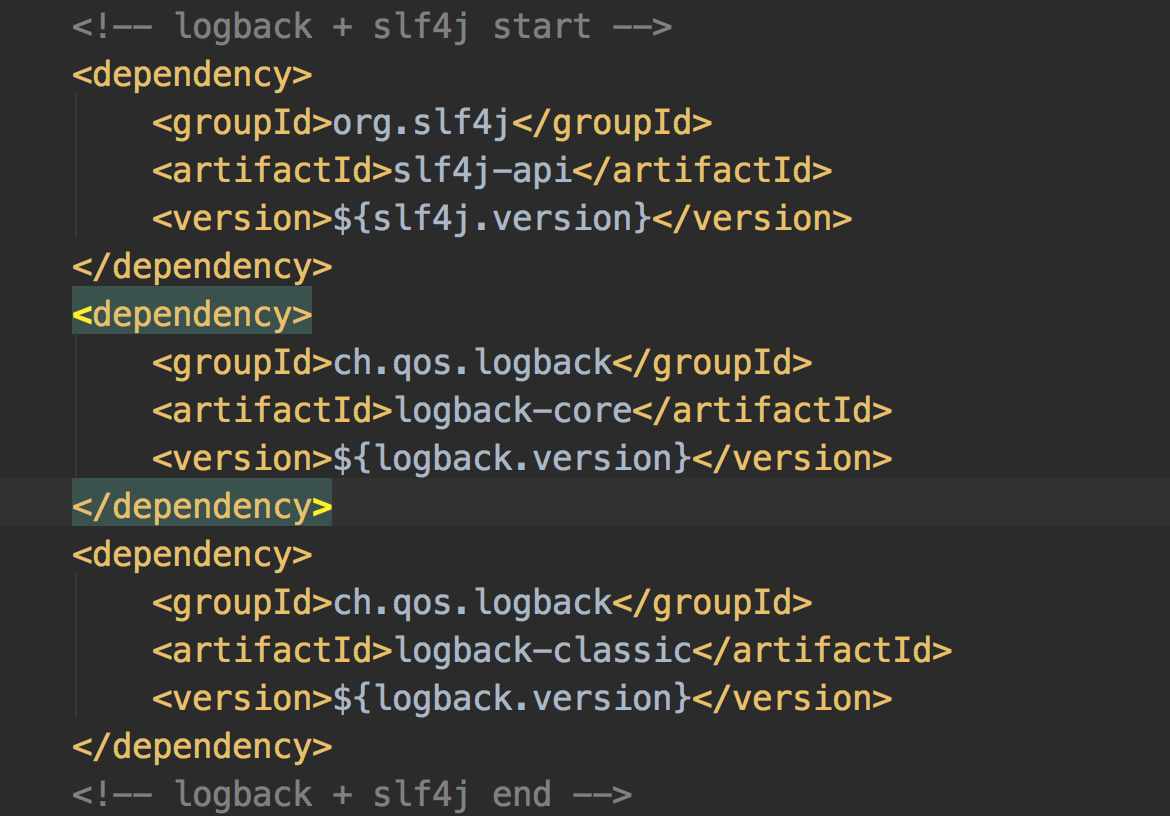 <!-- logback + slf4j start -->
<dependency>
    <groupId>org.slf4j</groupId>
    <artifactId>slf4j-api</artifactId>
    <version>${slf4j.version}</version>
</dependency>
<dependency>
    <groupId>ch.qos.logback</groupId>
    <artifactId>logback-core</artifactId>
    <version>${logback.version}</version>
</dependency>
<dependency>
    <groupId>ch.qos.logback</groupId>
    <artifactId>logback-classic</artifactId>
    <version>${logback.version}</version>
</dependency>
<!-- logback + slf4j end -->